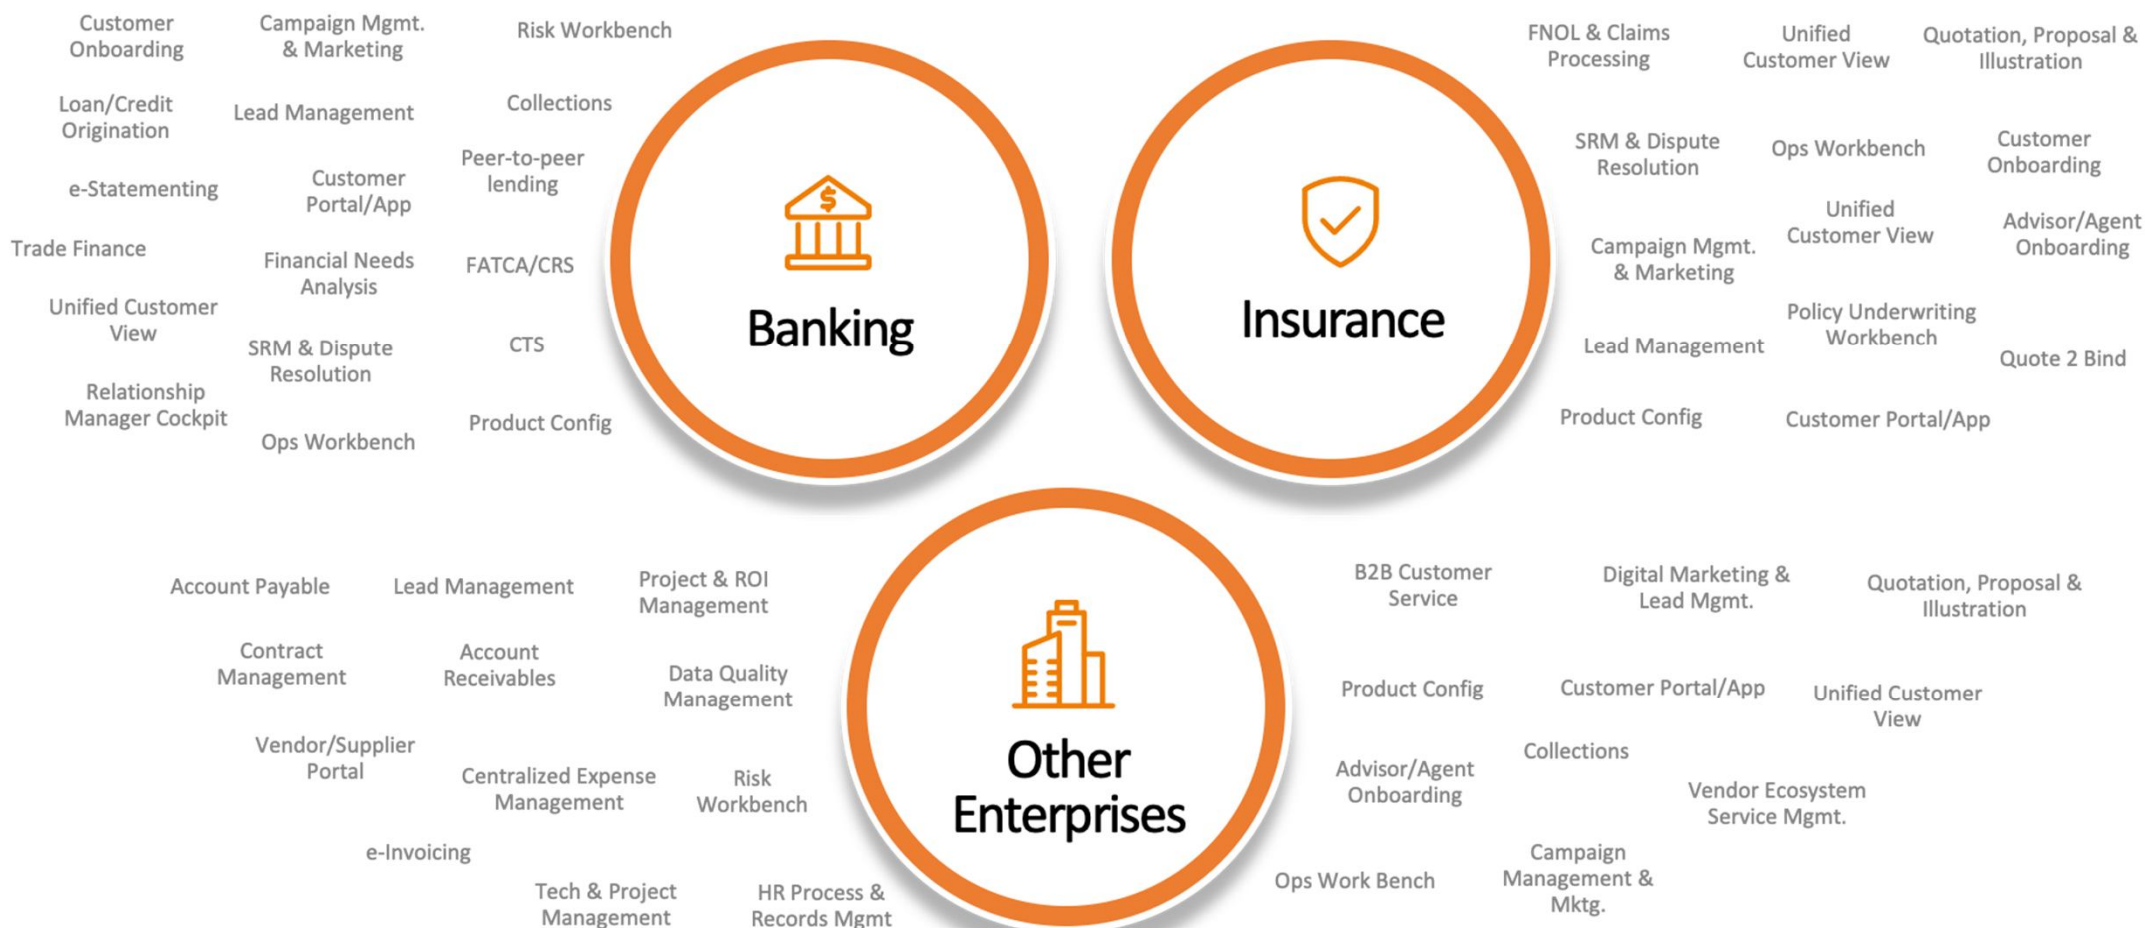 Customer
Onboarding
Campaign Mgmt.
& Marketing
Risk Workbench
Loan/Credit
Origination
Lead Management
Collections
e-Statementing
Customer
Portal/App
Peer-to-peer
lending
Trade Finance
Financial Needs
Analysis
FATCA/CRS
Unified Customer
View
SRM & Dispute
Resolution
CTS
Relationship
Manager Cockpit
Ops Workbench
Product Config
Banking
Insurance
FNOL & Claims
Processing
Unified
Customer View
Quotation, Proposal &
Illustration
SRM & Dispute
Resolution
Ops Workbench
Customer
Onboarding
Campaign Mgmt.
& Marketing
Unified
Customer View
Advisor/Agent
Onboarding
Lead Management
Policy Underwriting
Workbench
Quote 2 Bind
Product Config
Customer Portal/App
Account Payable
Lead Management
Project & ROI
Management
Contract
Management
Account
Receivables
Data Quality
Management
Vendor/Supplier
Portal
Centralized Expense
Management
Risk
Workbench
e-Invoicing
Tech & Project
Management
HR Process &
Records Mgmt
Other
Enterprises
B2B Customer
Service
Digital Marketing &
Lead Mgmt.
Quotation, Proposal &
Illustration
Product Config
Customer Portal/App
Unified Customer
View
Advisor/Agent
Onboarding
Collections
Vendor Ecosystem
Service Mgmt.
Ops Work Bench
Campaign
Management &
Mktg.